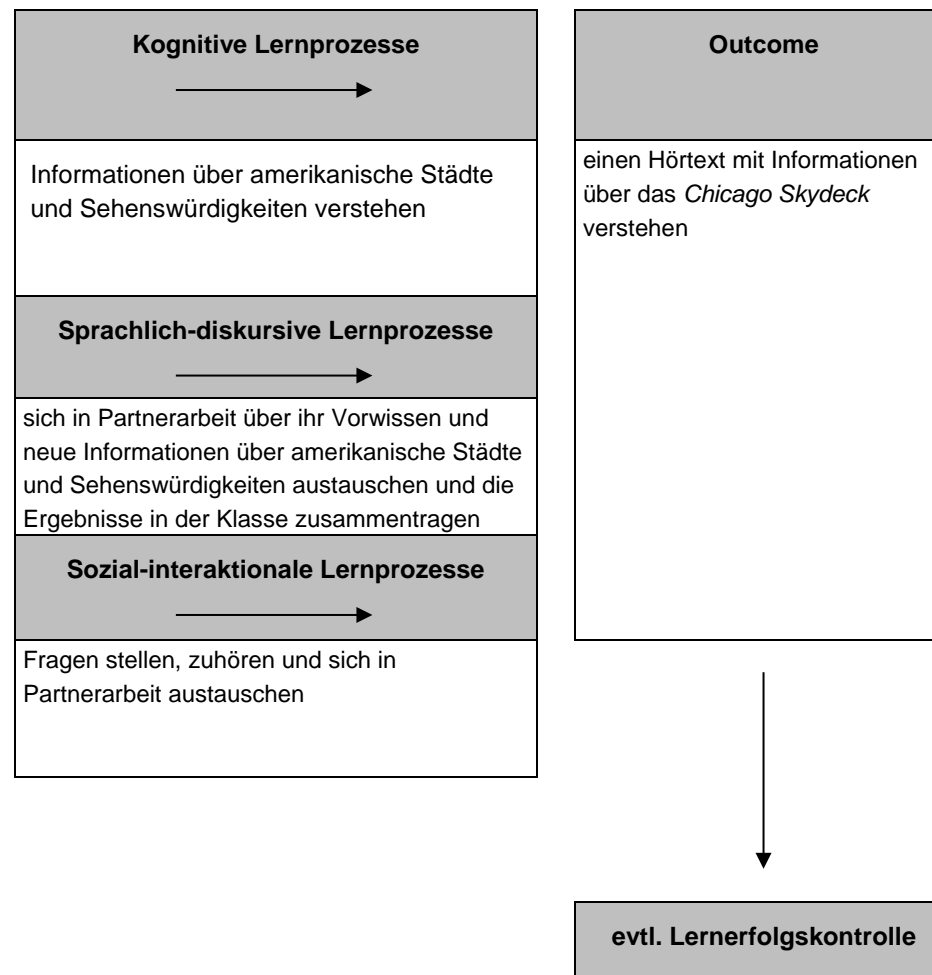 Kognitive Lernprozesse
Informationen über amerikanische Städte
und Sehenswürdigkeiten verstehen
Sprachlich-diskursive Lernprozesse
sich in Partnerarbeit über ihr Vorwissen und
neue Informationen über amerikanische Städte
und Sehenswürdigkeiten austauschen und die
Ergebnisse in der Klasse zusammentragen
Sozial-interaktionale Lernprozesse
Fragen stellen, zuhören und sich in
Partnerarbeit austauschen
Outcome
einen Hörtext mit Informationen
über das Chicago Skydeck
verstehen
evtl. Lernerfolgskontrolle